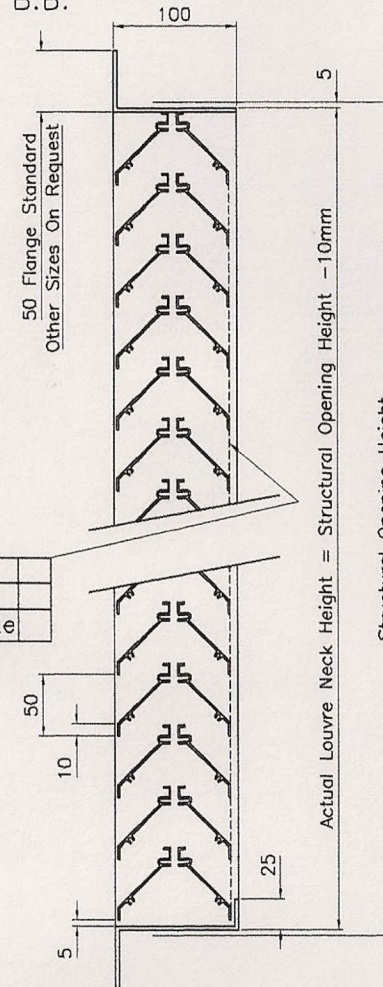 100
50 Flange Standard
Other Sizes On Request
5
50
10
5
25
Actual Louvre Neck Height = Structural Opening Height -10mm